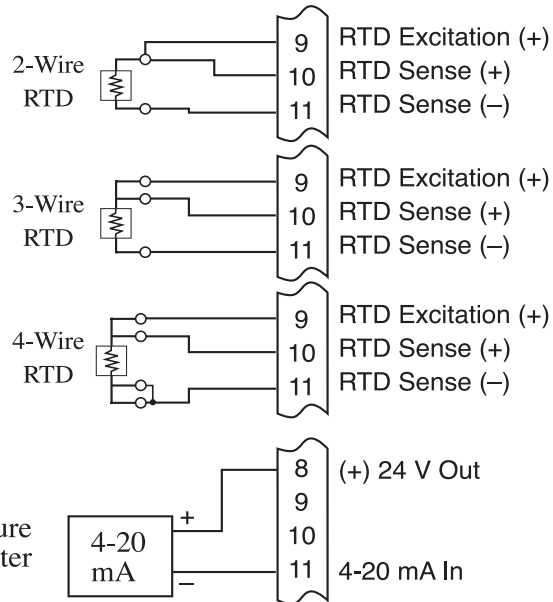 2-Wire
RTD
9 RTD Excitation (+)
10 RTD Sense (+)
11 RTD Sense (–)
3-Wire
RTD
9 RTD Excitation (+)
10 RTD Sense (+)
11 RTD Sense (–)
4-Wire
RTD
9 RTD Excitation (+)
10 RTD Sense (+)
11 RTD Sense (–)
ure
ter
4-20
mA
+
–
8 (+) 24 V Out
9
10
11 4-20 mA In